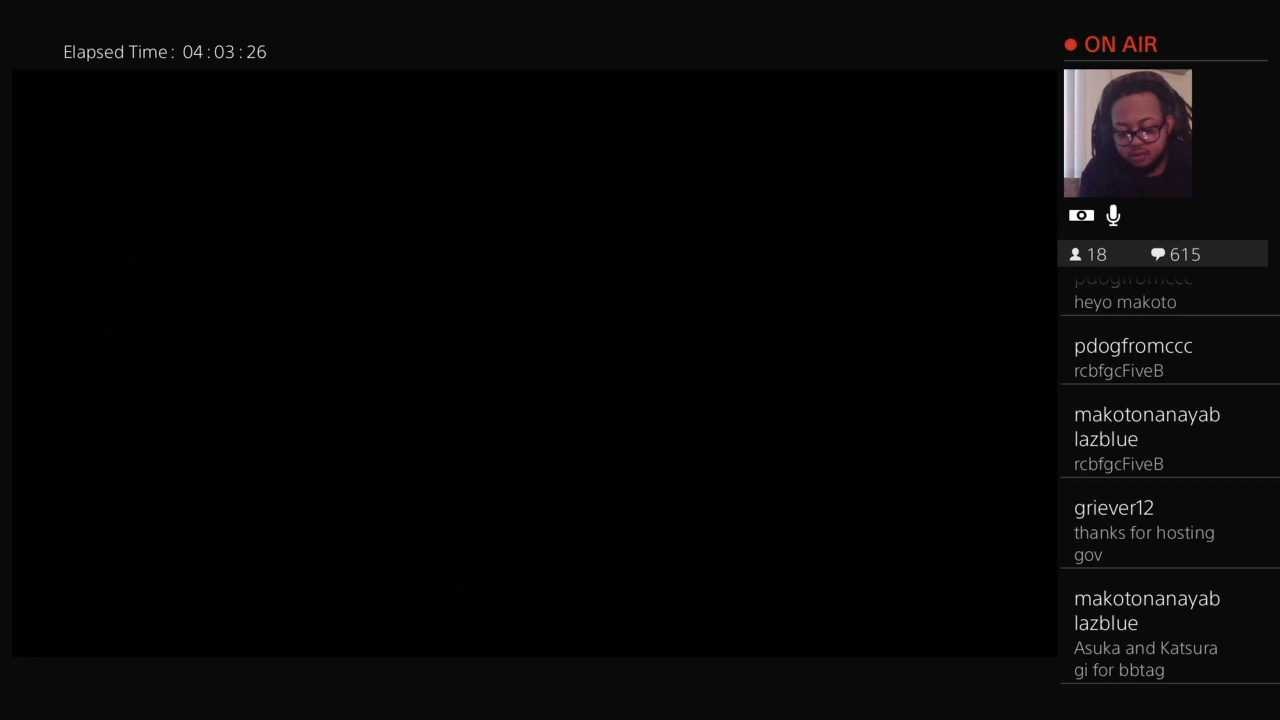 Elapsed Time: 04:03:26
ON AIR
18 615
pdogfromccc
heyo makoto
pdogfromccc
rcbfgcFiveB
makotonanayab
lazblue
rcbfgcFiveB
griever12
thanks for hosting
gov
makotonanayab
lazblue
Asuka and Katsura
gi for bbtag